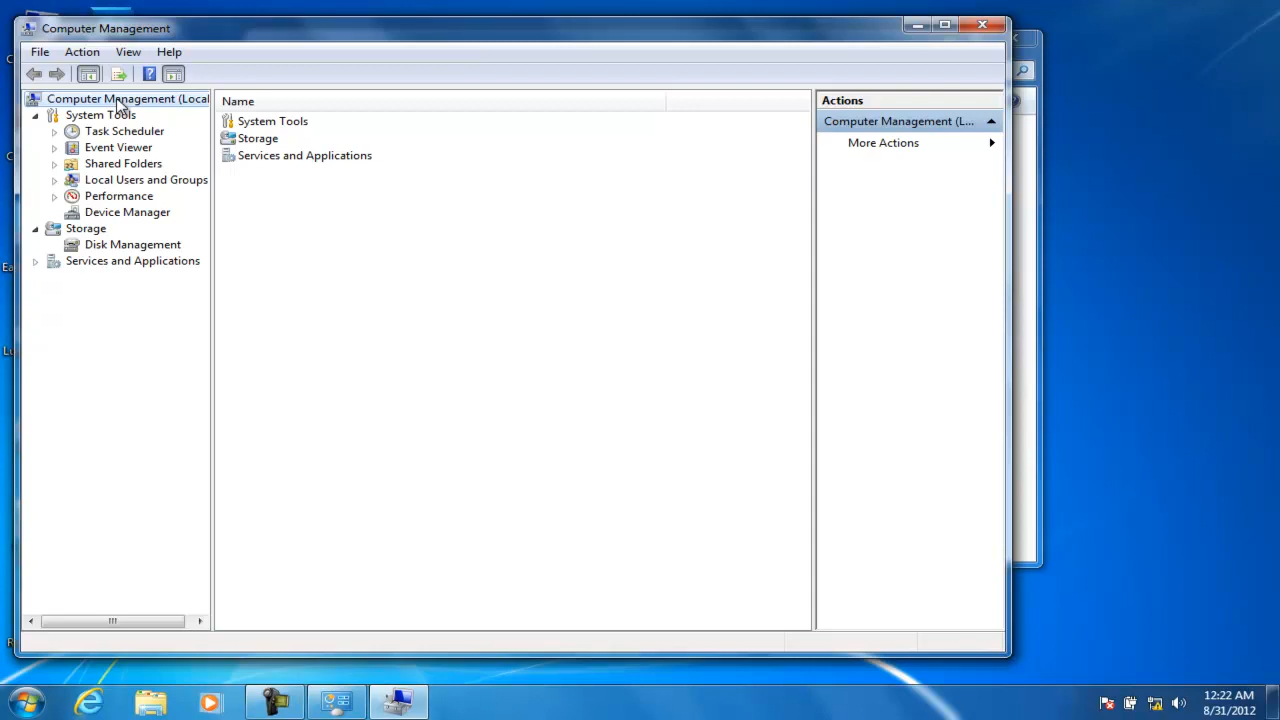 Computer Management
File Action View Help
Computer Management (Local
System Tools
Task Scheduler
Event Viewer
Shared Folders
Local Users and Groups
Performance
Device Manager
Storage
Disk Management
Services and Applications
Name
System Tools
Storage
Services and Applications
Actions
Computer Management (L...
More Actions
12:22 AM
8/31/2012